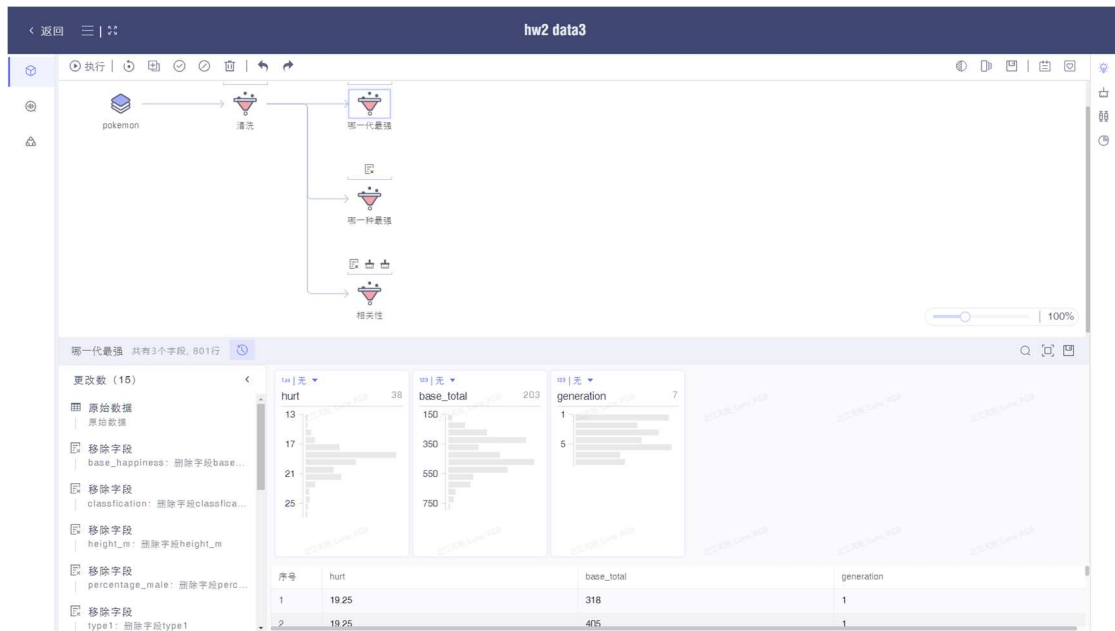 返回
hw2 data3
执行
pokemon
清洗
哪一代最强
哪一种最强
相关性
100%
哪一代最强 共有3个字段, 801行
更改数（15）
原始数据
原始数据
移除字段
base_happiness：删除字段base...
移除字段
classfication：删除字段classfica...
移除字段
height_m：删除字段height_m
移除字段
percentage_male：删除字段perc...
移除字段
type1：删除字段type1
无
hurt 38
13
17
21
25
123 | 无
base_total 203
150
350
550
750
123 | 无
generation 7
1
5
序号 hurt base_total generation
1 19.25 318 1
2 19.25 405 1